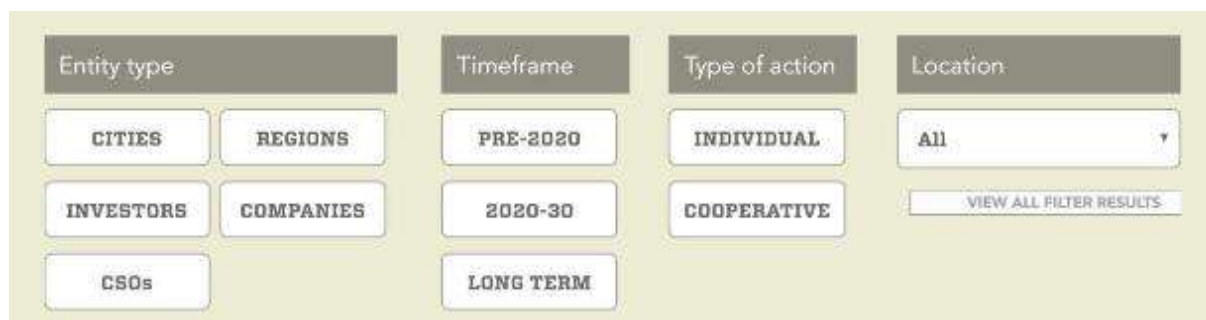 Entity type
Timeframe
Type of action
Location
CITIES
REGIONS
PRE-2020
INDIVIDUAL
All
INVESTORS
COMPANIES
2020-30
COOPERATIVE
VIEW ALL FILTER RESULTS
CSOs
LONG TERM